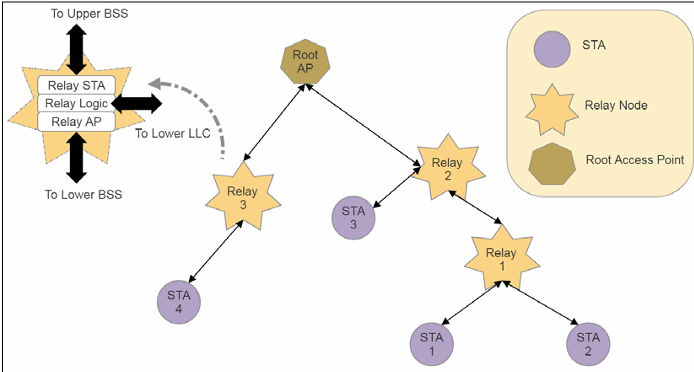 To Upper BSS
Relay STA
Relay Logic
Relay AP
To Lower LLC
To Lower BSS
Root
AP
Relay
2
Relay
3
STA
3
Relay
1
STA
4
STA
1
STA
2
STA
Relay Node
Root Access Point